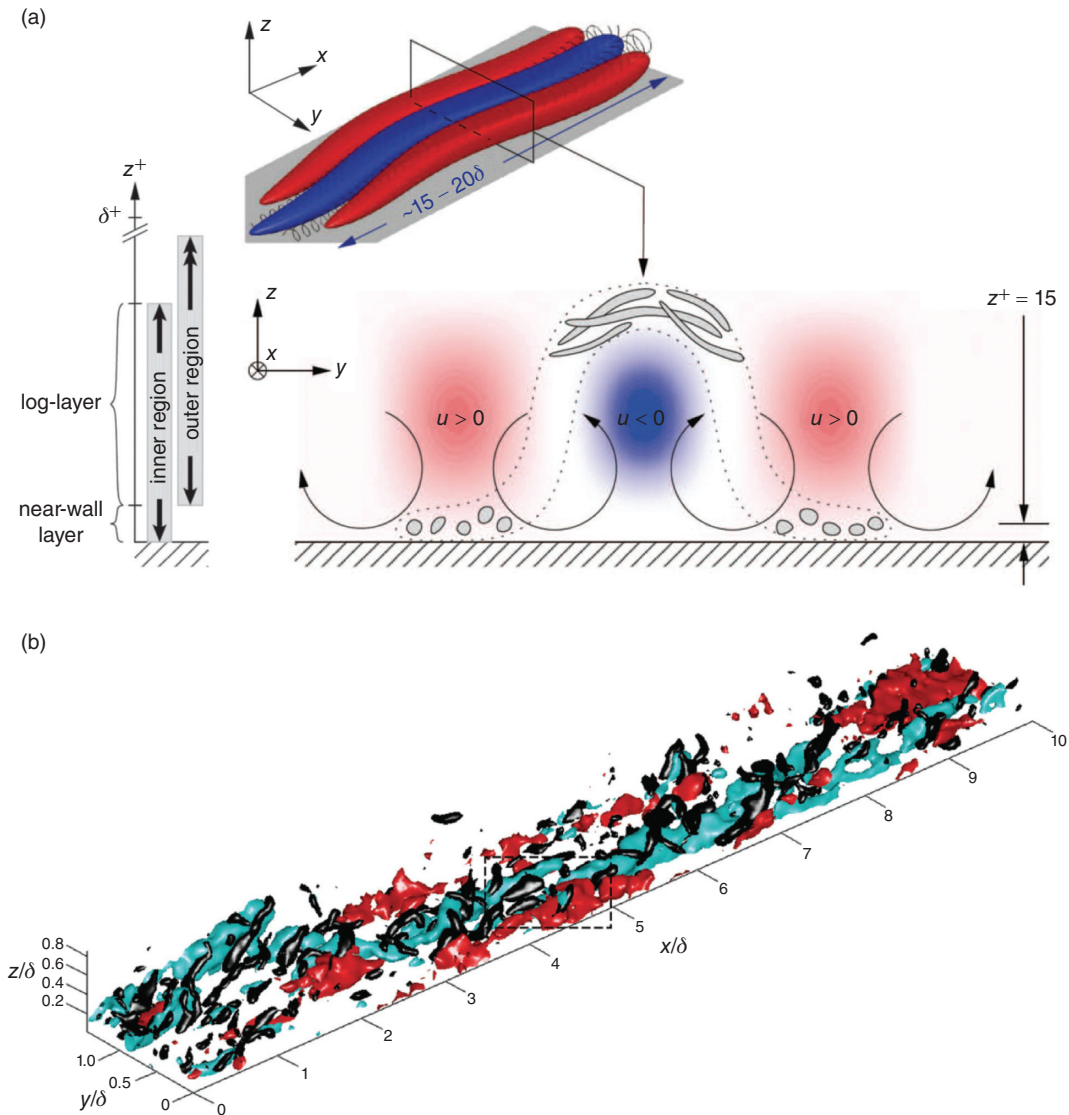 (a)
z
x
y
~15 – 20δ
z+
δ+
log-layer
near-wall
layer
inner region
outer region
z
x
y
u > 0
u < 0
u > 0
z+ = 15
(b)
10
9
8
7
6
5
4
3
2
1
0
x/δ
0.8
0.6
0.4
0.2
z/δ
1.0
0.5
0
y/δ